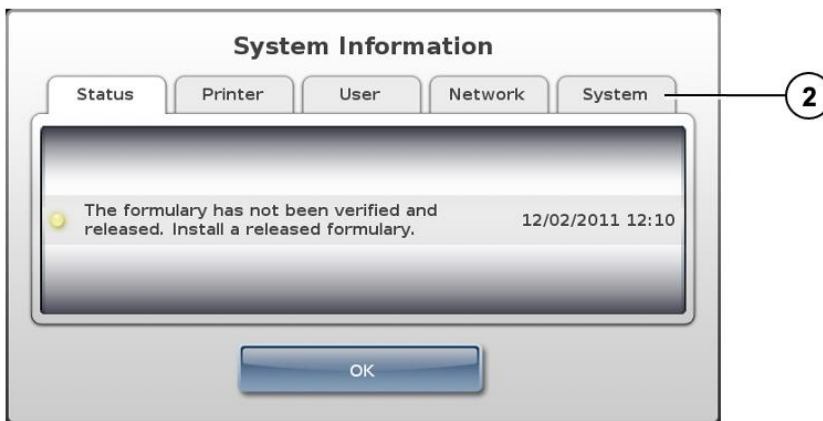 System Information
Status Printer User Network System
2
The formulary has not been verified and
released. Install a released formulary.
12/02/2011 12:10
OK